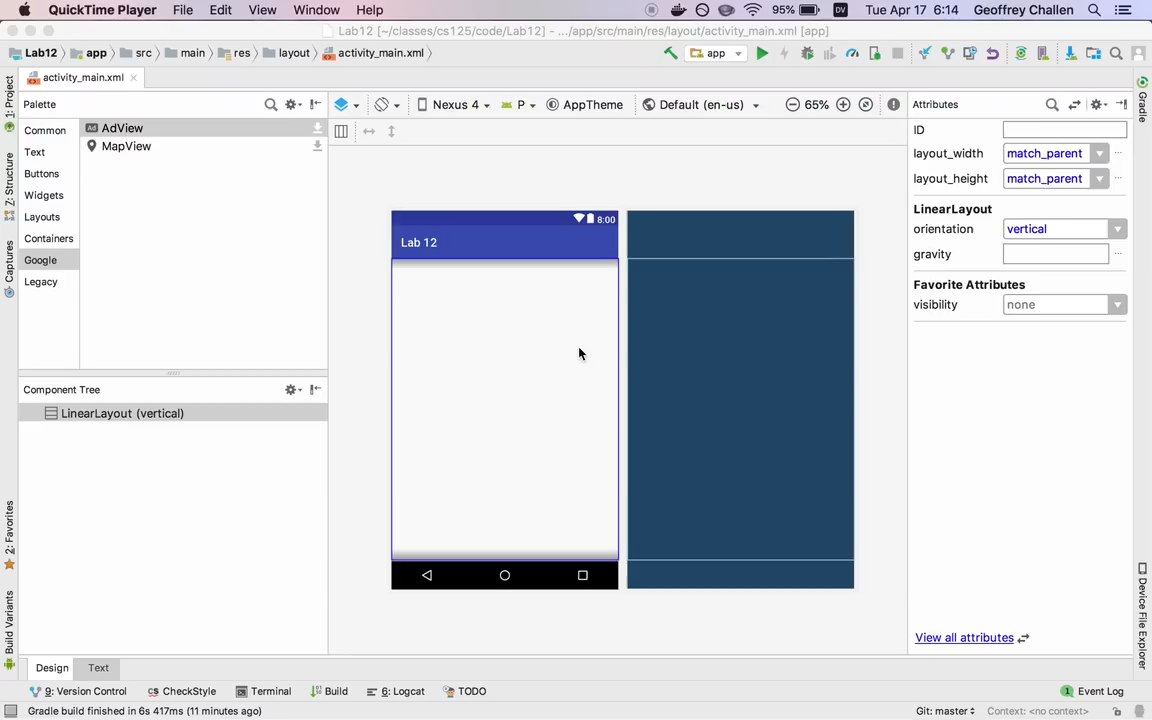 QuickTime Player File Edit View Window Help 95% DV Tue Apr 17 6:14 Geoffrey Challen
Lab12 [~/classes/cs125/code/Lab12] - .../app/src/main/res/layout/activity_main.xml [app]
Lab12 app src main res layout activity_main.xml app
activity_main.xml
1: Project
Z: Structure
Captures
2: Favorites
Build Variants
Palette
Common
Text
Buttons
Widgets
Layouts
Containers
Google
Legacy
Ad AdView
MapView
Component Tree
LinearLayout (vertical)
Nexus 4 P AppTheme Default (en-us) 65%
8:00
Lab 12
Attributes
ID
layout_width match_parent ...
layout_height match_parent ...
LinearLayout
orientation vertical
gravity ...
Favorite Attributes
visibility none
View all attributes
Gradle
Device File Explorer
Design Text
9: Version Control CheckStyle Terminal Build 6: Logcat TODO 1 Event Log
Gradle build finished in 6s 417ms (11 minutes ago) Git: master Context: <no context>